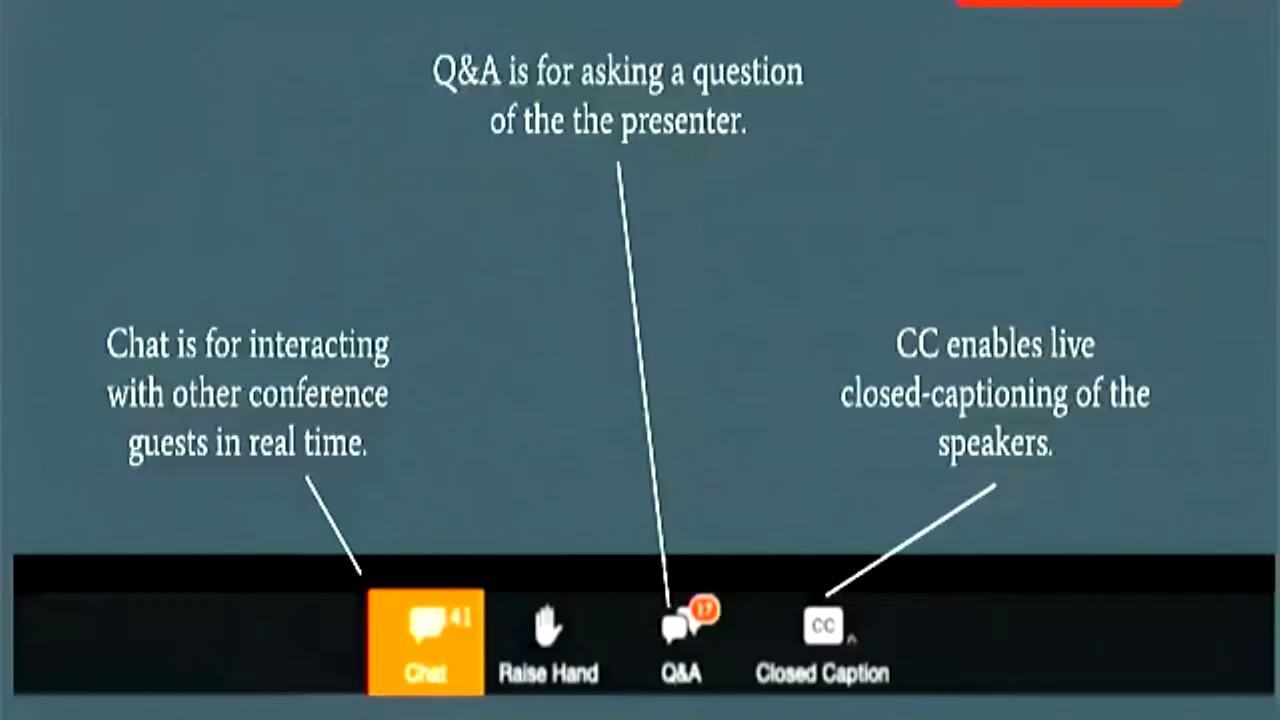 Q&A is for asking a question
of the the presenter.
Chat is for interacting
with other conference
guests in real time.
CC enables live
closed-captioning of the
speakers.
41
17
CC
Chat
Raise Hand
Q&A
Closed Caption